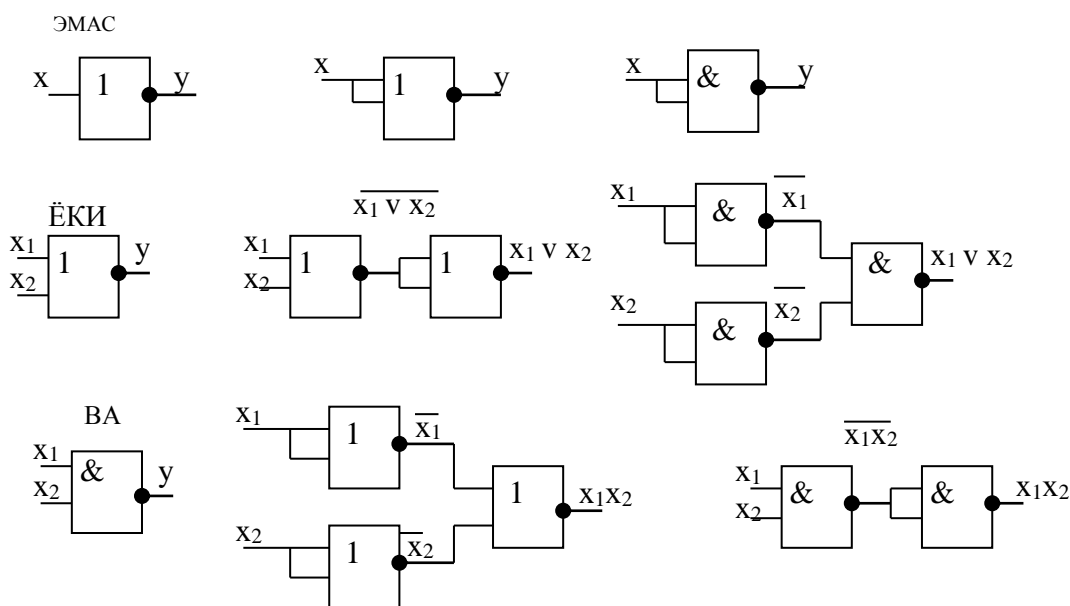 ЭМАС
x 1 y
x 1 y
x & y
ЁКИ
x₁ 1 y
x₂
x₁ v x₂
x₁ 1 1 x₁ v x₂
x₂
x₁ & x₁
& x₁ v x₂
x₂ & x₂
ВА
x₁ & y
x₂
x₁ 1 x₁
1 x₁x₂
x₂ 1 x₂
x₁x₂
x₁ & & x₁x₂
x₂